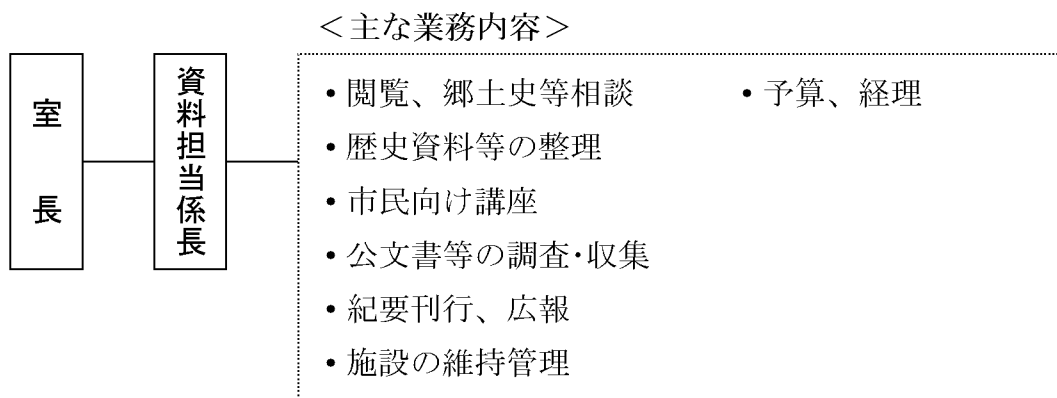 ＜主な業務内容＞
室長
資料担当係長
•閲覧、郷土史等相談
•歴史資料等の整理
•市民向け講座
•公文書等の調査･収集
•紀要刊行、広報
•施設の維持管理
•予算、経理